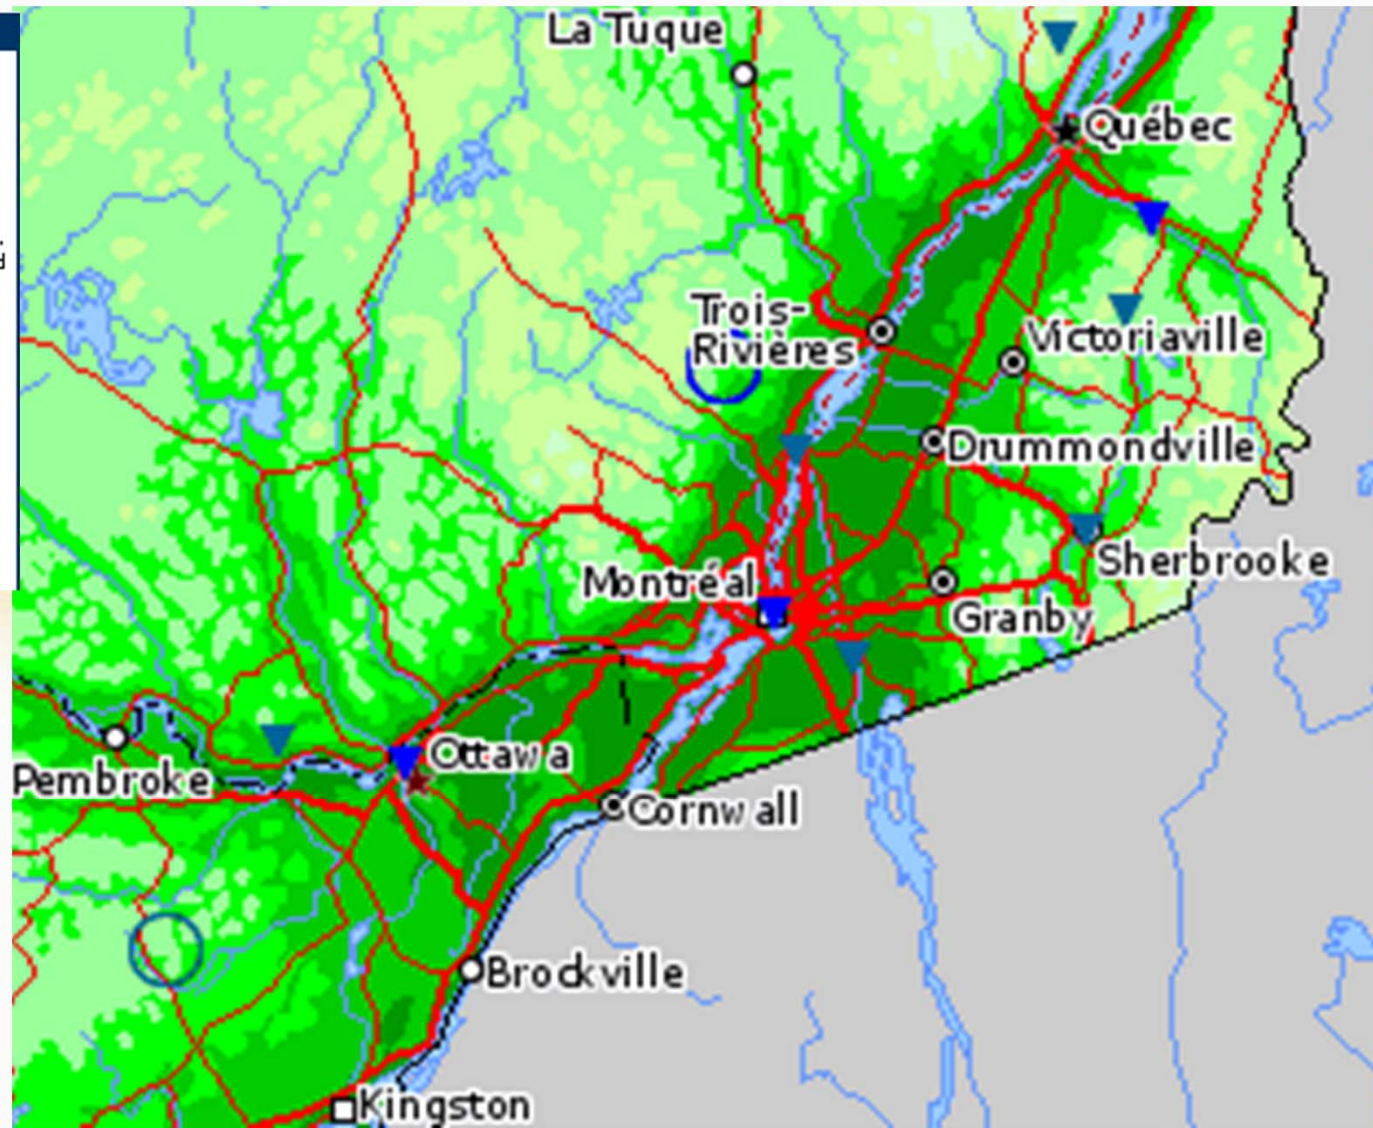 La Tuque
Québec
Trois-
Rivières
Victoriaville
Drummondville
Sherbrooke
Montréal
Granby
Ottawa
Pembroke
Cornwall
Brockville
Kingston